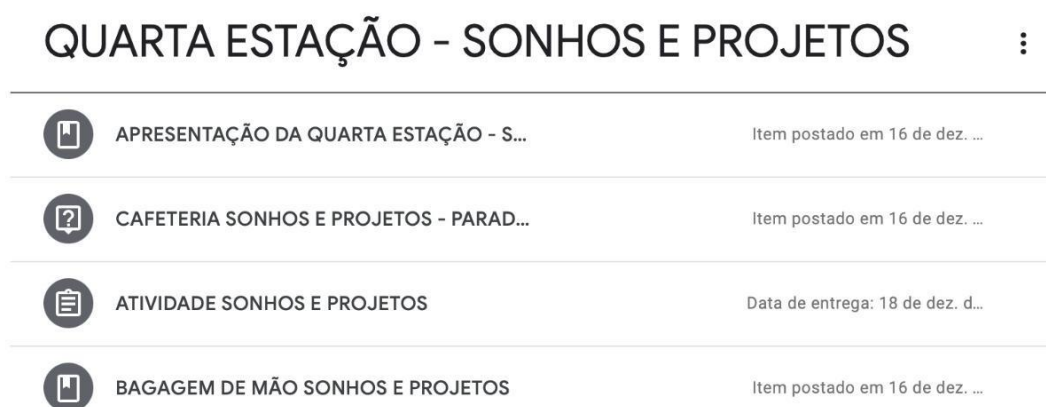 QUARTA ESTAÇÃO - SONHOS E PROJETOS
APRESENTAÇÃO DA QUARTA ESTAÇÃO - S... Item postado em 16 de dez. ...
CAFETERIA SONHOS E PROJETOS - PARAD... Item postado em 16 de dez. ...
ATIVIDADE SONHOS E PROJETOS Data de entrega: 18 de dez. d...
BAGAGEM DE MÃO SONHOS E PROJETOS Item postado em 16 de dez. ...